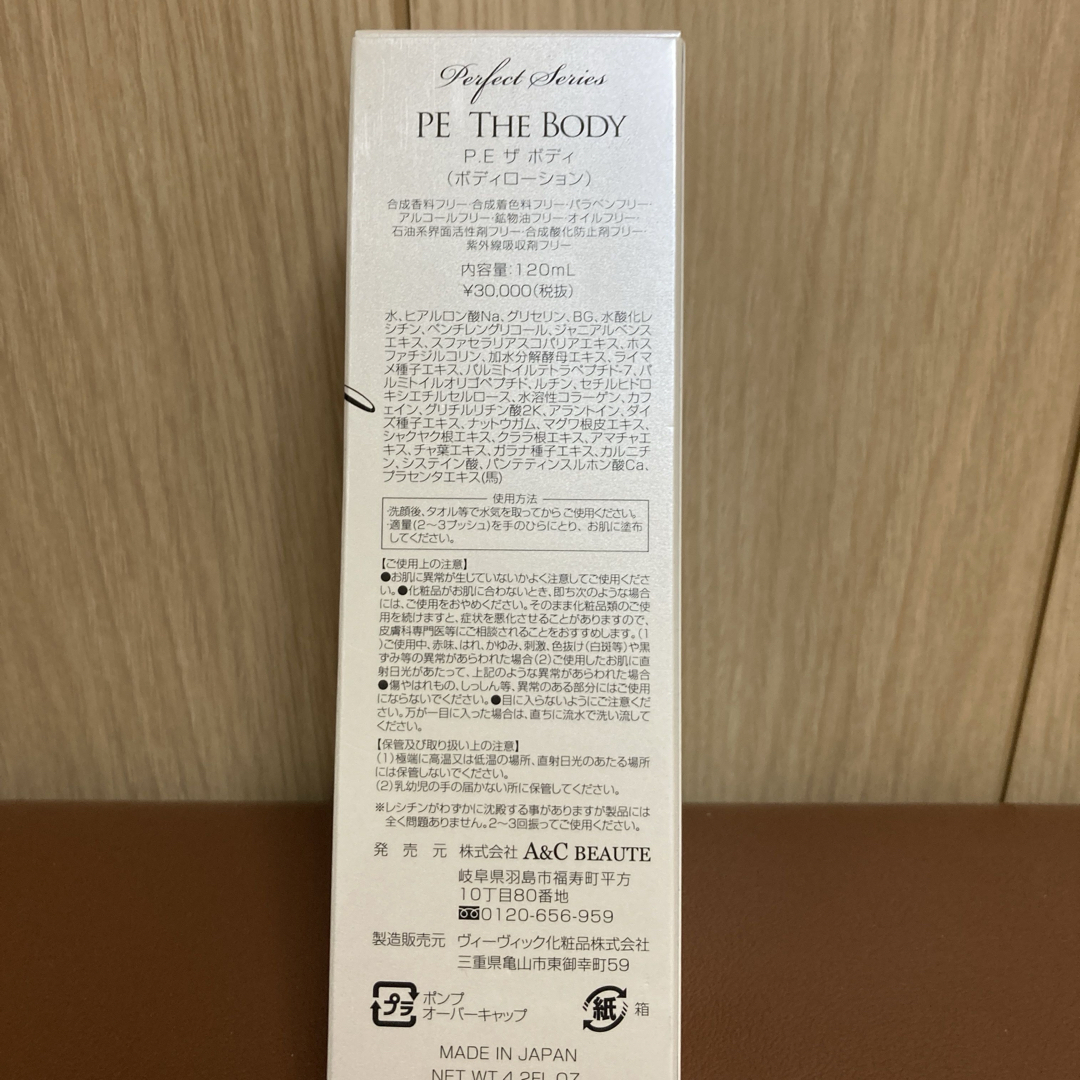 Perfect Series
PE THE BODY
P.E ザ ボディ
(ボディローション)
合成香料フリー・合成着色料フリー・パラベンフリー・
アルコールフリー・鉱物油フリー・オイルフリー・
石油系界面活性剤フリー・合成酸化防止剤フリー・
紫外線吸収剤フリー
内容量:120mL
¥30,000(税抜)
水、ヒアルロン酸Na、グリセリン、BG、水酸化レ
シチン、ペンチレングリコール、ジャニアルベンス
エキス、スファセラリアスコパリアエキス、ホス
ファチジルコリン、加水分解酵母エキス、ライマ
メ種子エキス、パルミトイルテトラペプチド-7、パ
ルミトイルオリゴペプチド、ルチン、セチルヒドロ
キシエチルセルロース、水溶性コラーゲン、カフ
ェイン、グリチルリチン酸2K、アラントイン、ダイ
ズ種子エキス、ナットウガム、マグワ根皮エキス、
シャクヤク根エキス、クララ根エキス、アマチャエ
キス、チャ葉エキス、ガラナ種子エキス、カルニチ
ン、システイン酸、パンテティンスルホン酸Ca、
プラセンタエキス(馬)
使用方法
洗顔後、タオル等で水気を取ってから ご使用ください。
適量(2〜3プッシュ)を手のひらにとり、お肌に塗布
してください。
【ご使用上の注意】
●お肌に異常が生じていないかよく注意してご使用くださ
い。●化粧品がお肌に合わないとき、即ち次のような場合
には、ご使用をおやめください。そのまま化粧品類のご使
用を続けますと、症状を悪化させることがありますので、
皮膚科専門医等にご相談されることをおすすめします。(1
)ご使用中、赤味、はれ、かゆみ、刺激、色抜け(白斑等)や黒
ずみ等の異常があらわれた場合(2)ご使用したお肌に直
射日光があたって、上記のような異常があらわれた場合
●傷やはれもの、しっしん等、異常のある部分にはご使用
にならないでください。●目に入らないようにご注意くだ
さい。万が一目に入った場合は、直ちに流水で洗い流して
ください。
【保管及び取り扱い上の注意】
(1)極端に高温又は低温の場所、直射日光のあたる場所
には保管しないでください。
(2)乳幼児の手の届かない所に保管してください。
※レシチンがわずかに沈殿する事がありますが製品には
全く問題ありません。2〜3回振ってご使用ください。
発 売 元 株式会社 A&C BEAUTE
岐阜県羽島市福寿町平方
10丁目80番地
0120-656-959
製造販売元 ヴィーヴィック化粧品株式会社
三重県亀山市東御幸町59
プラ ポンプ
オーバーキャップ
紙 箱
MADE IN JAPAN
NET WT 4.2FL OZ